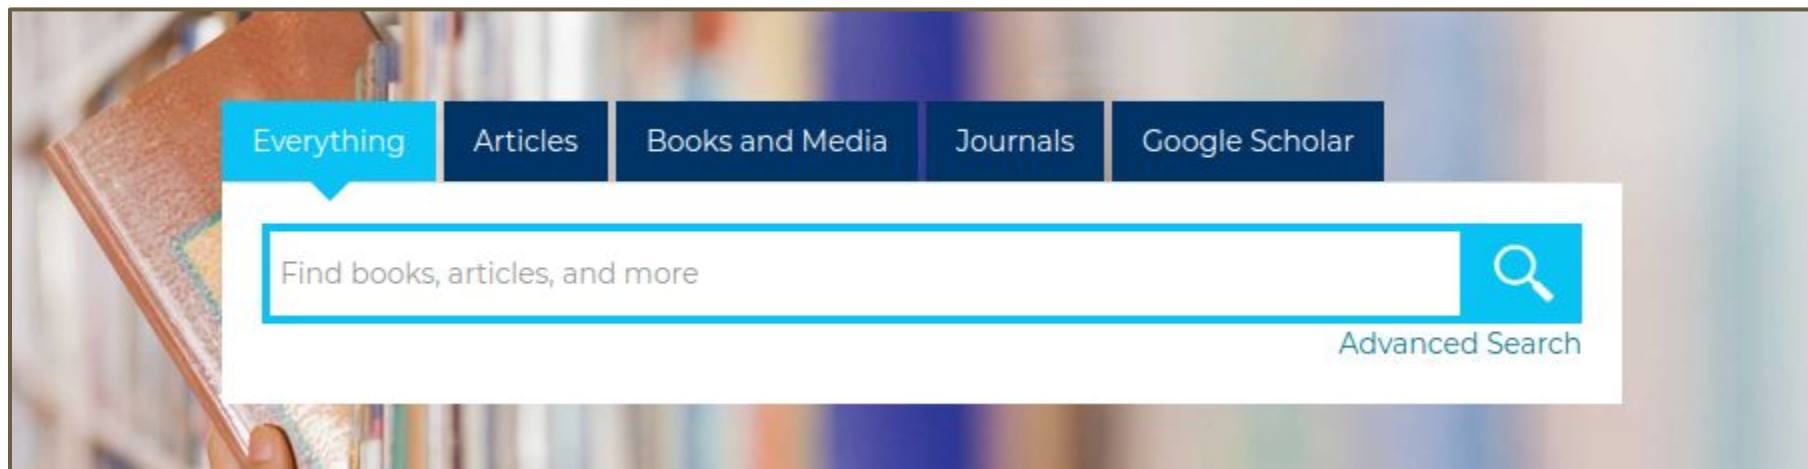 Everything
Articles
Books and Media
Journals
Google Scholar
Find books, articles, and more
Advanced Search